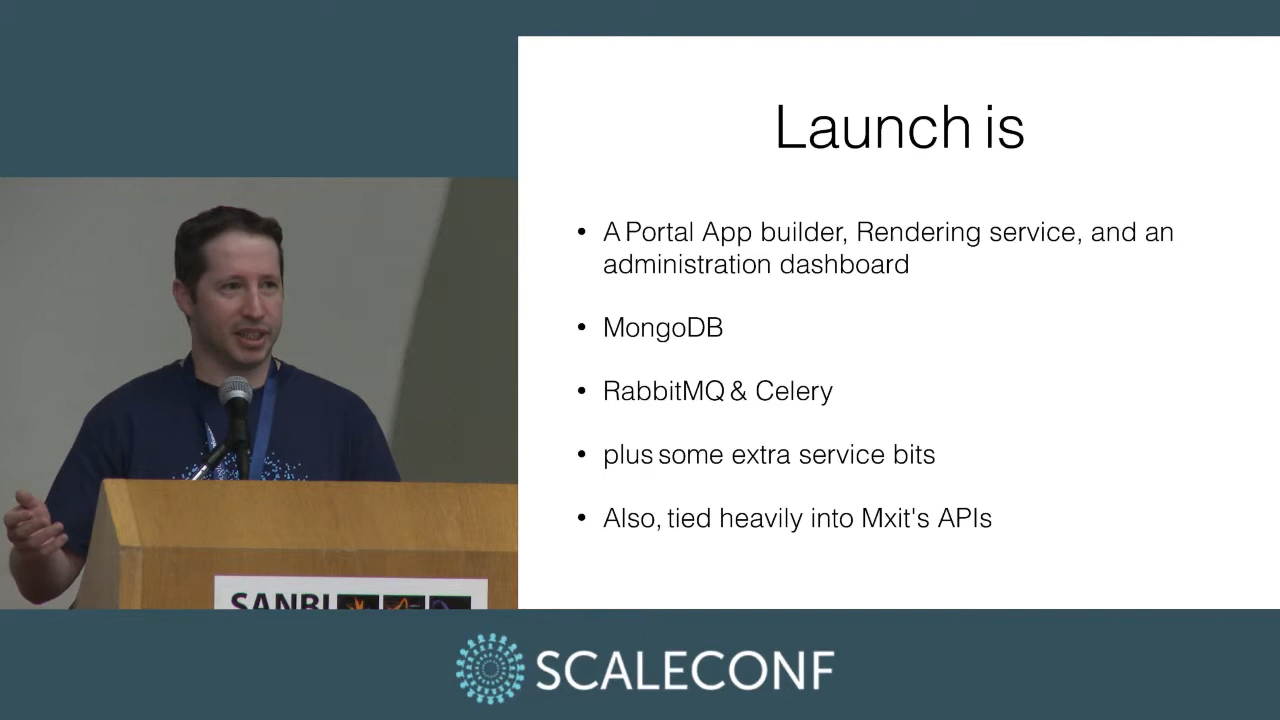 Launch is
• A Portal App builder, Rendering service, and an
administration dashboard
• MongoDB
• RabbitMQ & Celery
• plus some extra service bits
• Also, tied heavily into Mxit's APIs
SANBI
SCALECONF